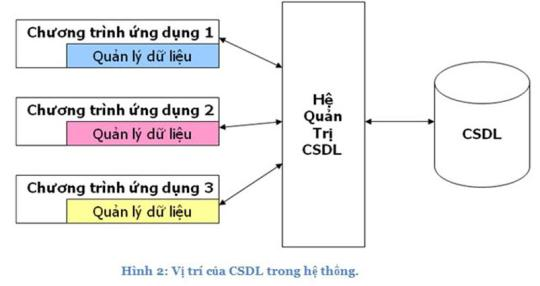 Chương trình ứng dụng 1
Quản lý dữ liệu
Chương trình ứng dụng 2
Quản lý dữ liệu
Chương trình ứng dụng 3
Quản lý dữ liệu
Hệ
Quản
Trị
CSDL
CSDL
Hình 2: Vị trí của CSDL trong hệ thống.